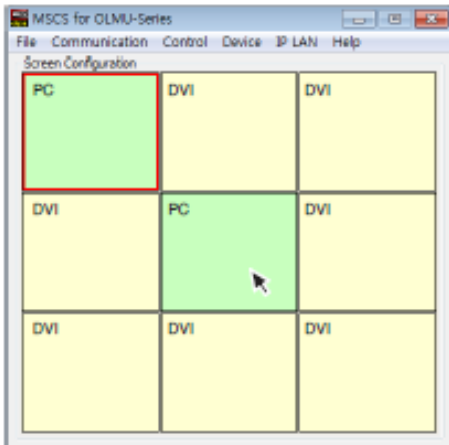 MSCS for OLMU-Series
File Communication Control Device IP LAN Help
Screen Configuration
PC DVI DVI
DVI PC DVI
DVI DVI DVI